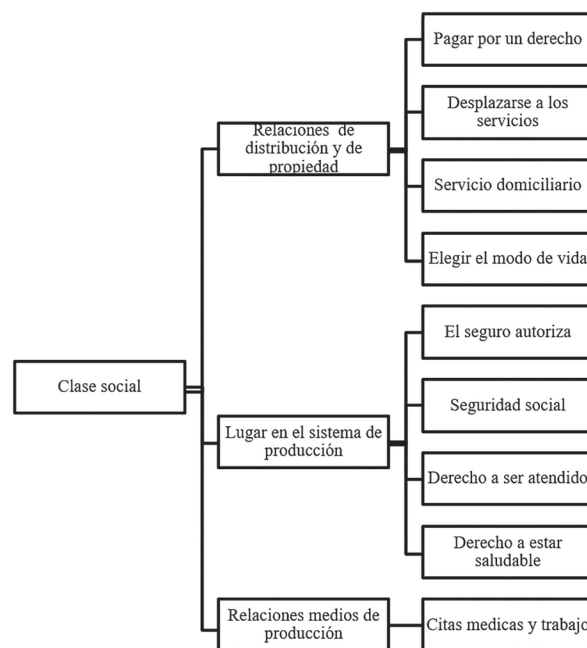 Clase social
Relaciones de
distribución y de
propiedad
Pagar por un derecho
Desplazarse a los
servicios
Servicio domiciliario
Elegir el modo de vida
Lugar en el sistema de
producción
El seguro autoriza
Seguridad social
Derecho a ser atendido
Derecho a estar
saludable
Relaciones medios de
producción
Citas medicas y trabajo